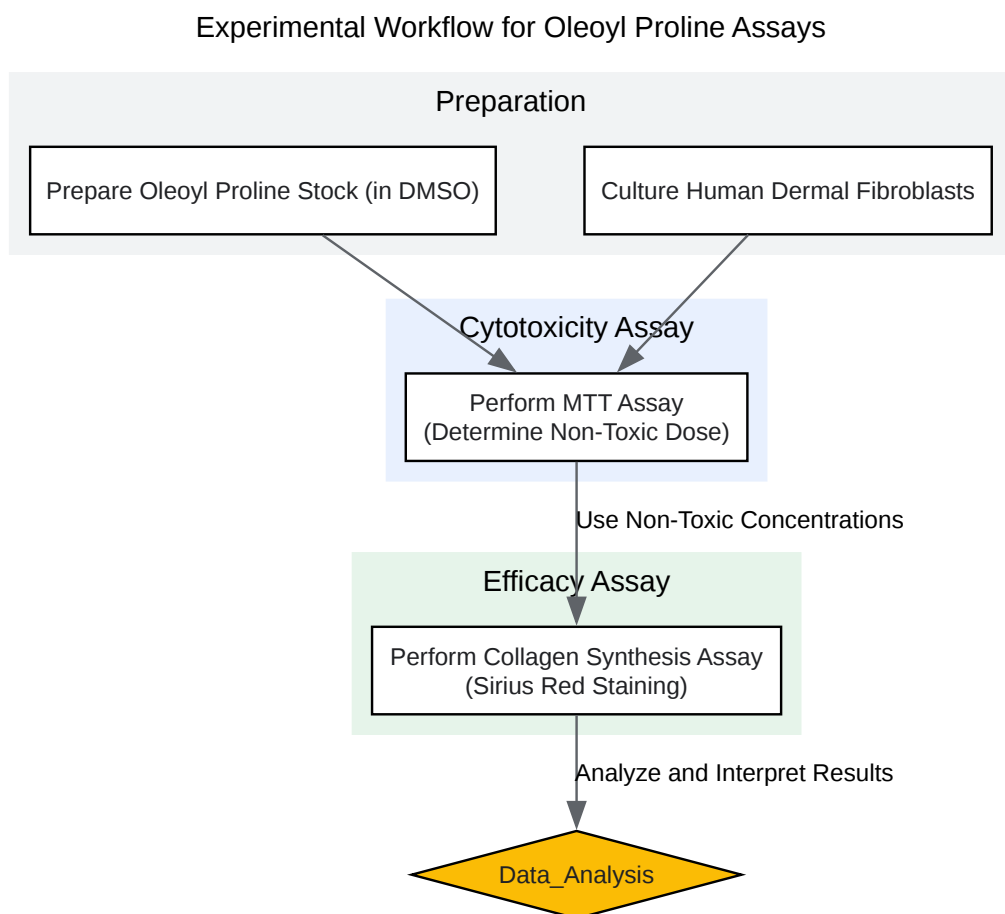 Experimental Workflow for Oleoyl Proline Assays
Preparation
Prepare Oleoyl Proline Stock (in DMSO)
Culture Human Dermal Fibroblasts
Cytotoxicity Assay
Perform MTT Assay
(Determine Non-Toxic Dose)
Use Non-Toxic Concentrations
Efficacy Assay
Perform Collagen Synthesis Assay
(Sirius Red Staining)
Analyze and Interpret Results
Data_Analysis